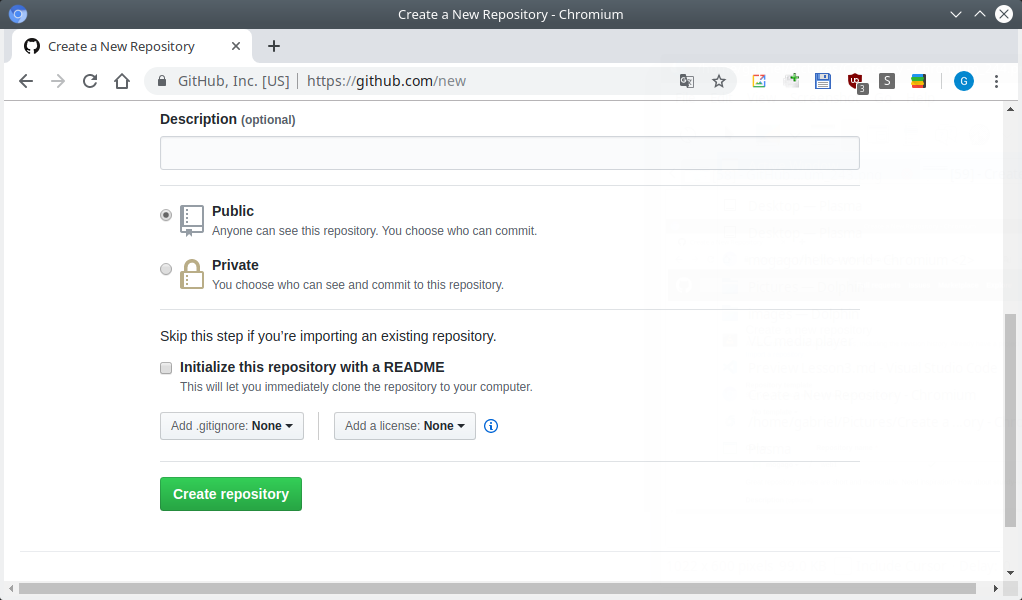 Create a New Repository - Chromium
Create a New Repository
GitHub, Inc. [US] | https://github.com/new
3
S
G
Description (optional)
Public
Anyone can see this repository. You choose who can commit.
Private
You choose who can see and commit to this repository.
Skip this step if you’re importing an existing repository.
Initialize this repository with a README
This will let you immediately clone the repository to your computer.
Add .gitignore: None
Add a license: None
Create repository